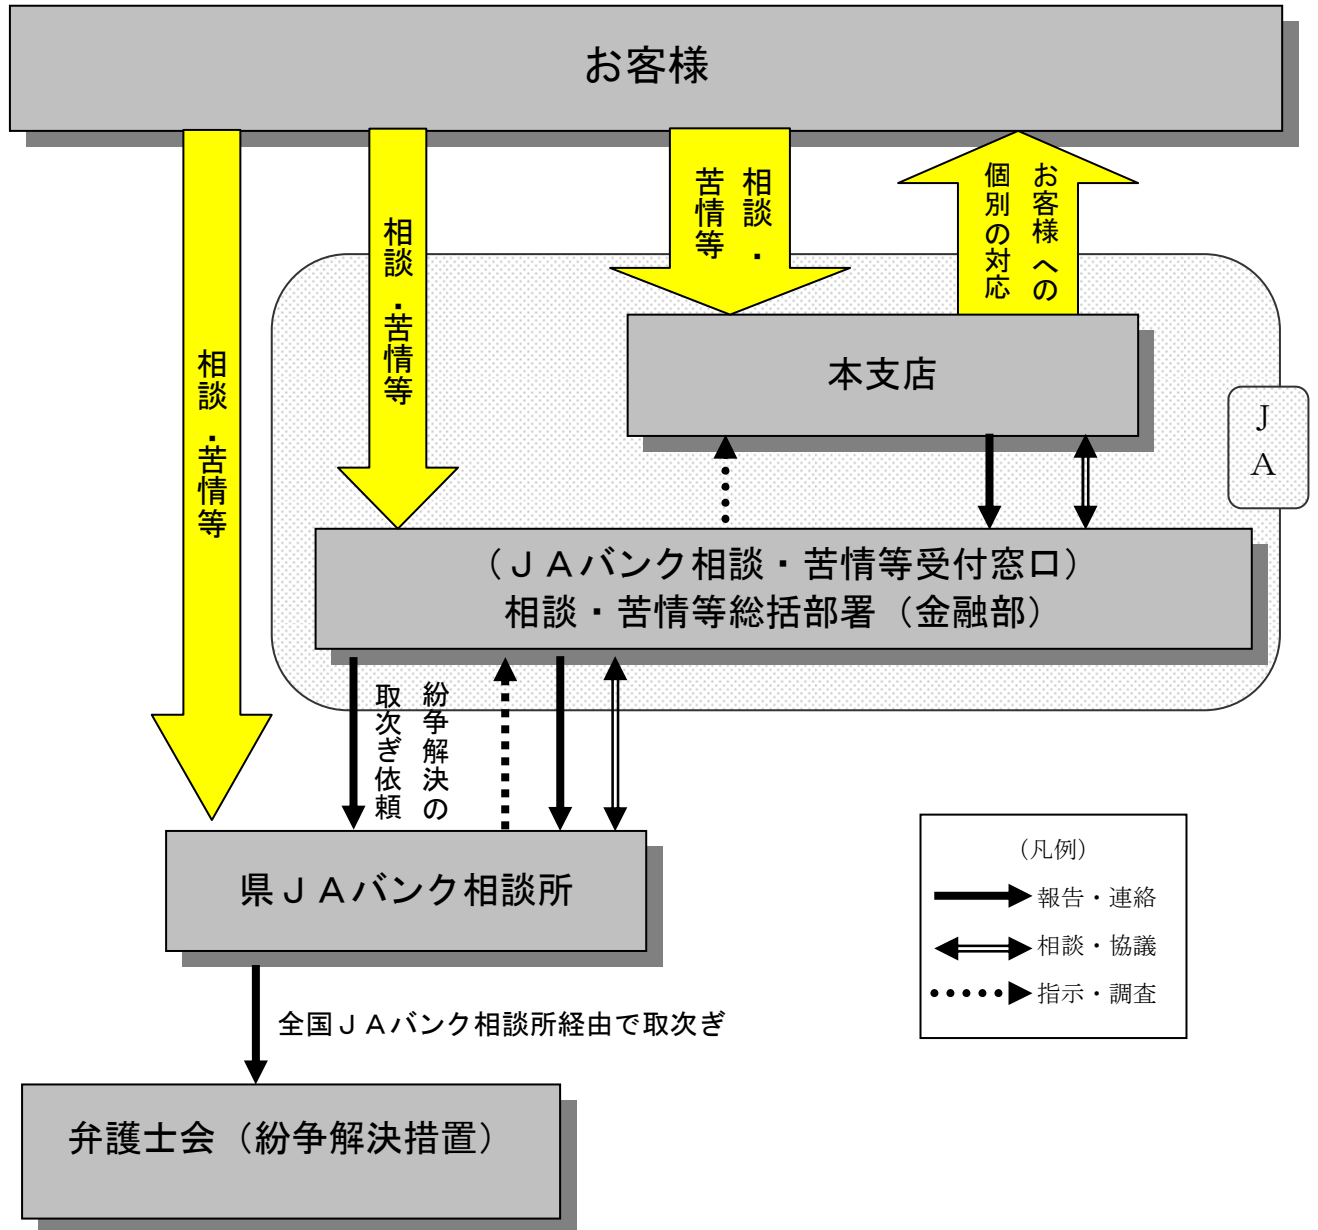 お客様
相談・苦情等
相談・苦情等
相談・
苦情等
お客様への
個別の対応
本支店
ＪＡ
（ＪＡバンク相談・苦情等受付窓口）
相談・苦情等総括部署（金融部）
紛争解決の
取次ぎ依頼
県ＪＡバンク相談所
（凡例）
報告・連絡
相談・協議
指示・調査
全国ＪＡバンク相談所経由で取次ぎ
弁護士会（紛争解決措置）